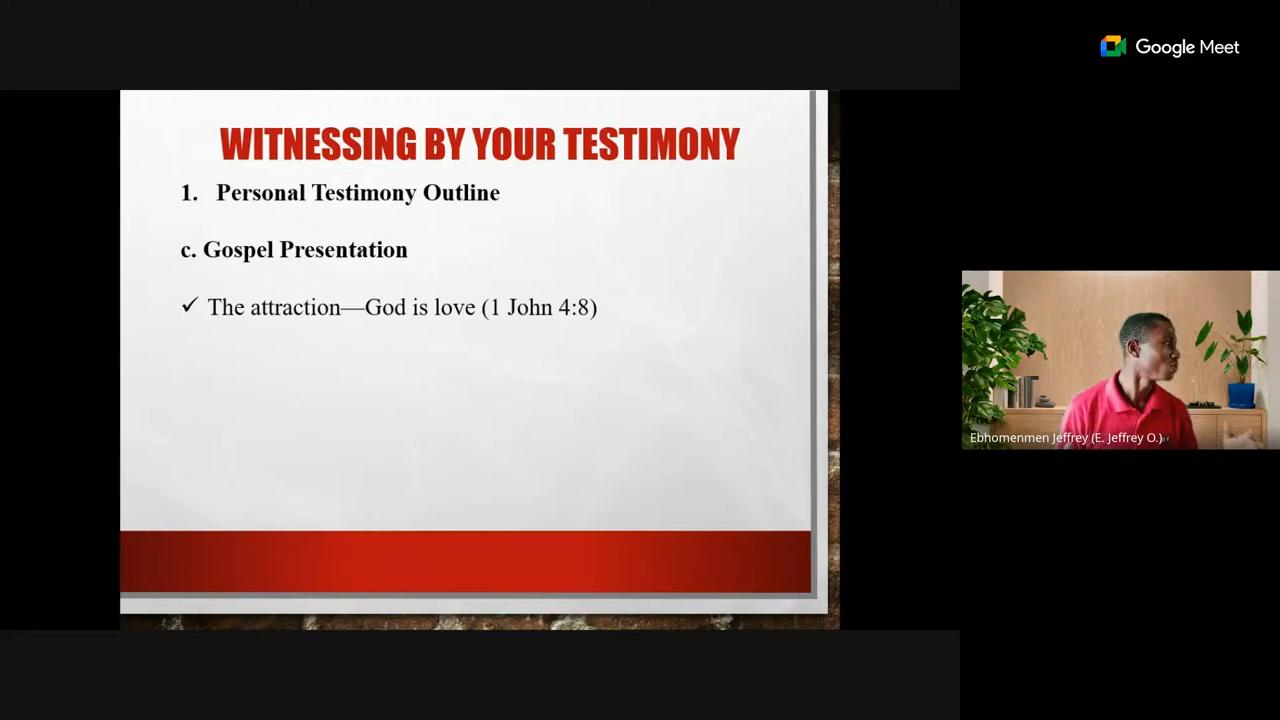 Google Meet
WITNESSING BY YOUR TESTIMONY
1. Personal Testimony Outline
c. Gospel Presentation
✓ The attraction—God is love (1 John 4:8)
Ebhomenmen Jeffrey (E. Jeffrey O.)